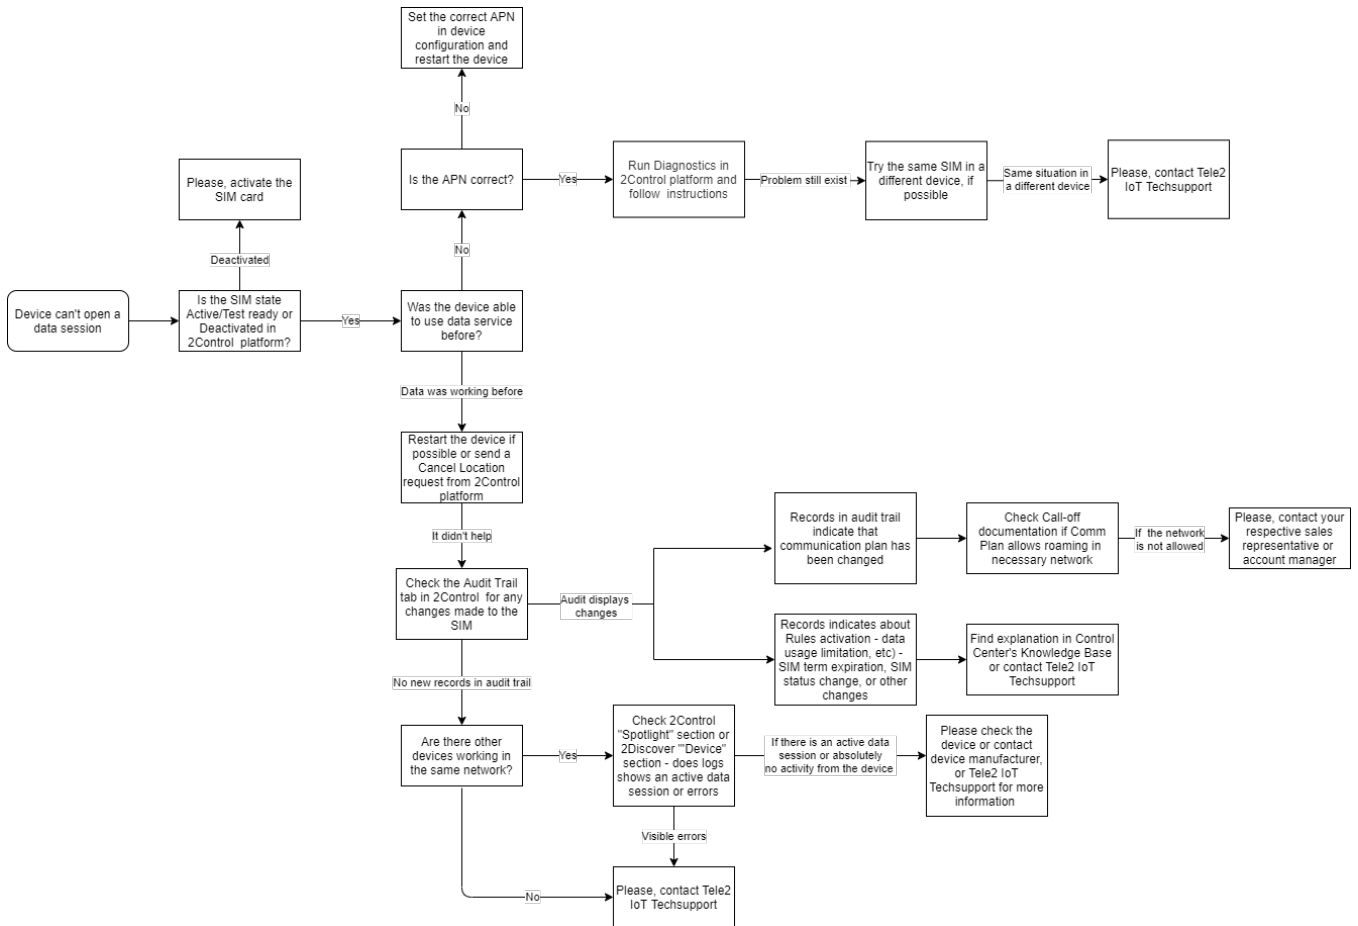 Set the correct APN
in device
configuration and
restart the device
No
Please, activate the
SIM card
Is the APN correct?
Yes
Run Diagnostics in
2Control platform and
follow instructions
Problem still exist
Try the same SIM in a
different device, if
possible
Same situation in
a different device
Please, contact Tele2
IoT Techsupport
Deactivated
No
Device can't open a
data session
Is the SIM state
Active/Test ready or
Deactivated in
2Control platform?
Yes
Was the device able
to use data service
before?
Data was working before
Restart the device if
possible or send a
Cancel Location
request from 2Control
platform
It didn't help
Check the Audit Trail
tab in 2Control for any
changes made to the
SIM
Audit displays
changes
Records in audit trail
indicate that
communication plan has
been changed
Check Call-off
documentation if Comm
Plan allows roaming in
necessary network
If the network
is not allowed
Please, contact your
respective sales
representative or
account manager
Records indicates about
Rules activation - data
usage limitation, etc) -
SIM term expiration, SIM
status change, or other
changes
Find explanation in Control
Center's Knowledge Base
or contact Tele2 IoT
Techsupport
No new records in audit trail
Are there other
devices working in
the same network?
Yes
Check 2Control
"Spotlight" section or
2Discover '"Device"
section - does logs
shows an active data
session or errors
If there is an active data
session or absolutely
no activity from the device
Please check the
device or contact
device manufacturer,
or Tele2 IoT
Techsupport for more
information
Visible errors
No
Please, contact Tele2
IoT Techsupport